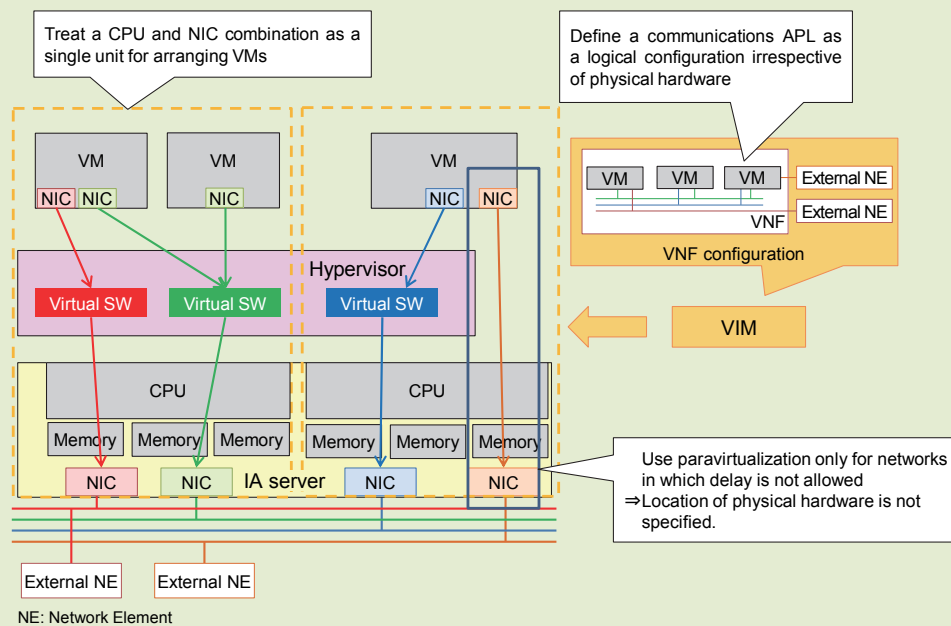 Treat a CPU and NIC combination as a
single unit for arranging VMs
Define a communications APL as
a logical configuration irrespective
of physical hardware
VM
VM
VM
NIC
NIC
NIC
NIC
NIC
VM
VM
VM
External NE
External NE
VNF
VNF configuration
Hypervisor
Virtual SW
Virtual SW
Virtual SW
VIM
CPU
CPU
Memory
Memory
Memory
Memory
Memory
Memory
NIC
NIC
IA server
NIC
NIC
Use paravirtualization only for networks
in which delay is not allowed
⇒Location of physical hardware is not
specified.
External NE
External NE
NE: Network Element